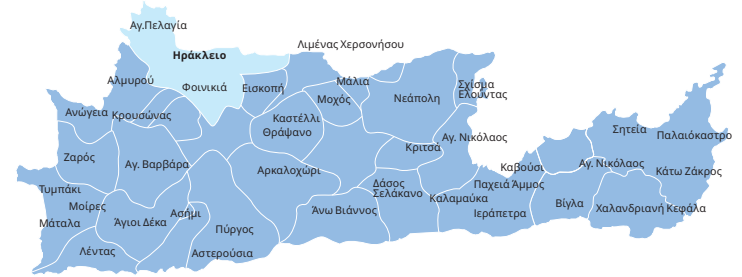 Αγ.Πελαγία
Λιμένας Χερσονήσου
Ηράκλειο
Αλμυρού
Φοινικιά
Εισκοπή
Μάλια
Σχίσμα
Ελούντας
Μοχός
Νεάπολη
Ανώγεια
Κρουσώνας
Καστέλλι
Θράψανο
Σητεία
Παλαιόκαστρο
Αγ. Νικόλαος
Κριτσά
Ζαρός
Αγ. Βαρβάρα
Αρκαλοχώρι
Καβούσι
Αγ. Νικόλαος
Κάτω Ζάκρος
Τυμπάκι
Δάσος
Σελάκανο
Παχειά Άμμος
Καλαμαύκα
Μοίρες
Ασήμι
Άνω Βιάννος
Ιεράπετρα
Βίγλα
Χαλανδριανή Κεφάλα
Μάταλα
Άγιοι Δέκα
Πύργος
Λέντας
Αστερούσια